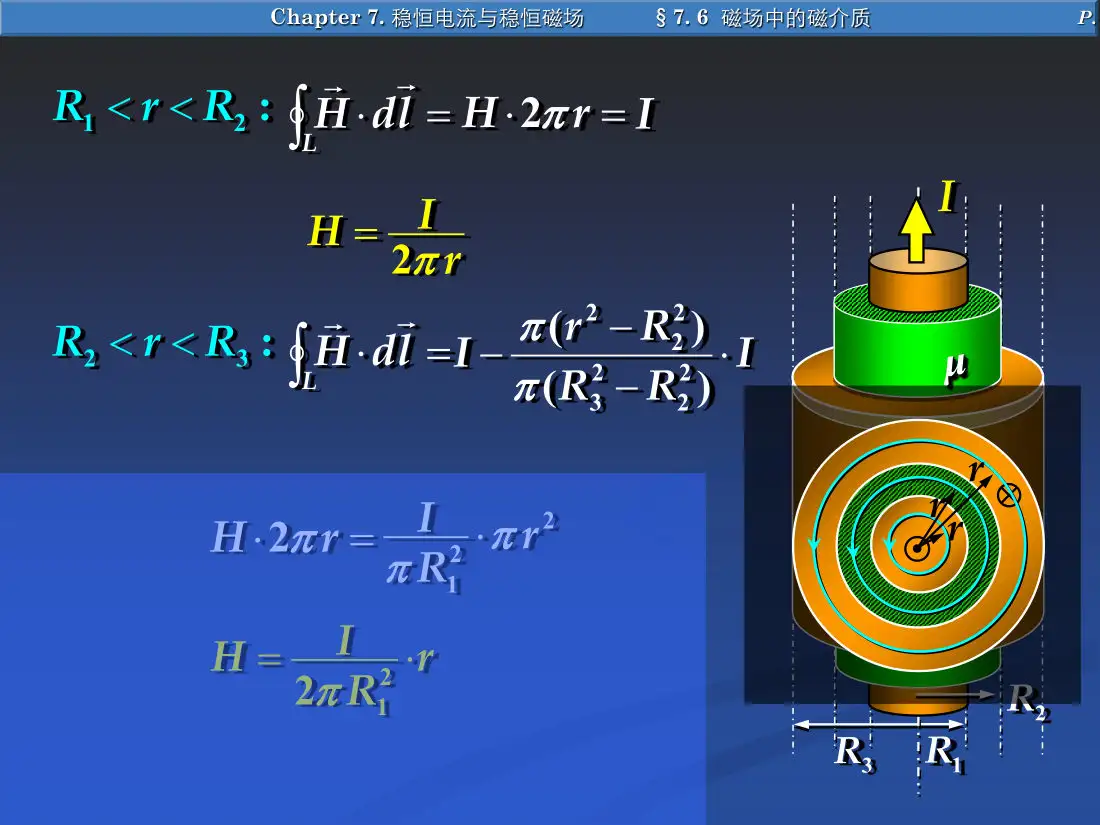 Chapter 7. 稳恒电流与稳恒磁场 §7. 6 磁场中的磁介质 P.
R₁ < r < R₂ : ∮_L H⃗ · dl⃗ = H · 2πr = I
H = I / 2πr
R₂ < r < R₃ : ∮_L H⃗ · dl⃗ = I − π(r² − R₂²) / π(R₃² − R₂²) · I
H · 2πr = I / πR₁² · πr²
H = I / 2πR₁² · r
I
μ
r
r
r
R₂
R₃ R₁